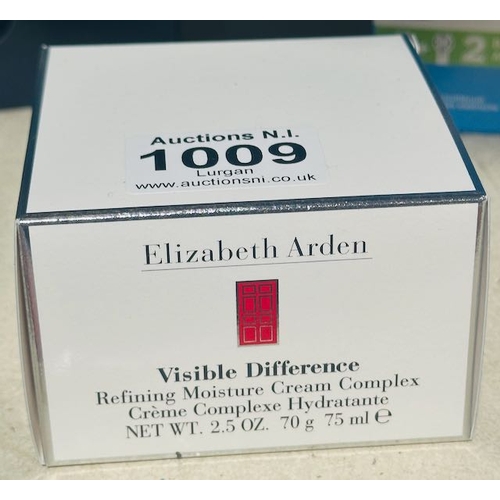 Auctions N.I.
1009
Lurgan
www.auctionsni.co.uk
Elizabeth Arden
Visible Difference
Refining Moisture Cream Complex
Crème Complexe Hydratante
NET WT. 2.5 OZ. 70 g 75 ml ℮
2